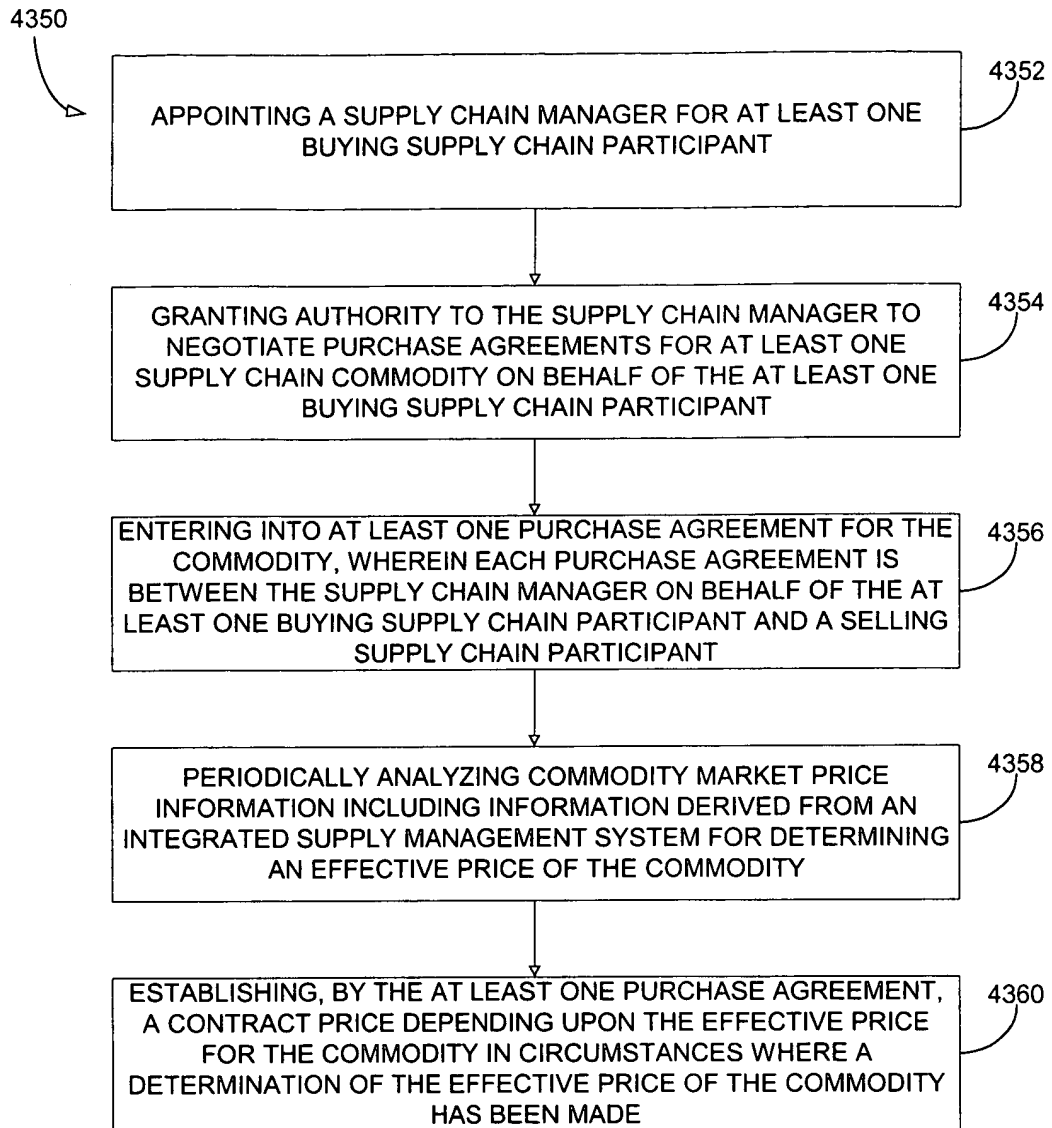 4350
4352
APPOINTING A SUPPLY CHAIN MANAGER FOR AT LEAST ONE
BUYING SUPPLY CHAIN PARTICIPANT
4354
GRANTING AUTHORITY TO THE SUPPLY CHAIN MANAGER TO
NEGOTIATE PURCHASE AGREEMENTS FOR AT LEAST ONE
SUPPLY CHAIN COMMODITY ON BEHALF OF THE AT LEAST ONE
BUYING SUPPLY CHAIN PARTICIPANT
4356
ENTERING INTO AT LEAST ONE PURCHASE AGREEMENT FOR THE
COMMODITY, WHEREIN EACH PURCHASE AGREEMENT IS
BETWEEN THE SUPPLY CHAIN MANAGER ON BEHALF OF THE AT
LEAST ONE BUYING SUPPLY CHAIN PARTICIPANT AND A SELLING
SUPPLY CHAIN PARTICIPANT
4358
PERIODICALLY ANALYZING COMMODITY MARKET PRICE
INFORMATION INCLUDING INFORMATION DERIVED FROM AN
INTEGRATED SUPPLY MANAGEMENT SYSTEM FOR DETERMINING
AN EFFECTIVE PRICE OF THE COMMODITY
4360
ESTABLISHING, BY THE AT LEAST ONE PURCHASE AGREEMENT,
A CONTRACT PRICE DEPENDING UPON THE EFFECTIVE PRICE
FOR THE COMMODITY IN CIRCUMSTANCES WHERE A
DETERMINATION OF THE EFFECTIVE PRICE OF THE COMMODITY
HAS BEEN MADE